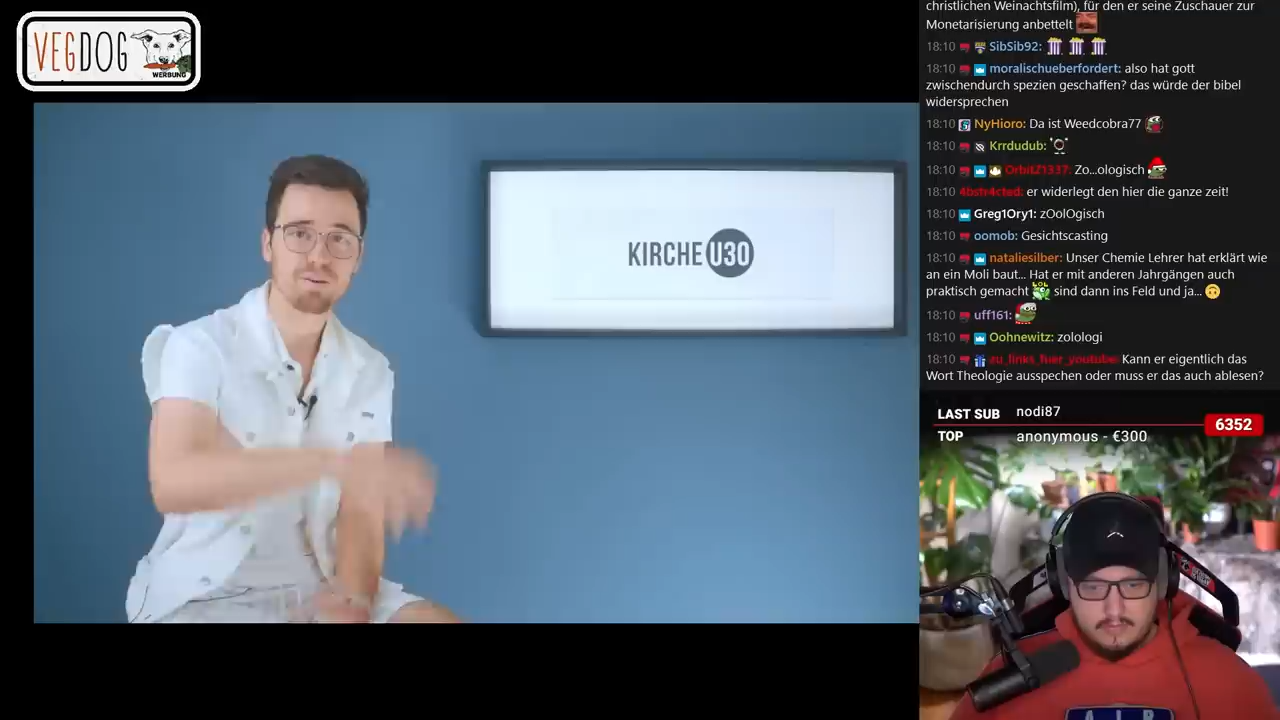 VEGDOG
WERBUNG
KIRCHE U30
christlichen Weinachtsfilm), für den er seine Zuschauer zur
Monetarisierung anbettelt
18:10 SibSib92:
18:10 moralischueberfordert: also hat gott
zwischendurch spezien geschaffen? das würde der bibel
widersprechen
18:10 NyHioro: Da ist Weedcobra77
18:10 Krrdudub:
18:10 OrbitZ1337: Zo...ologisch
18:10 4bstr4cted: er widerlegt den hier die ganze zeit!
18:10 Greg1Ory1: zOolOgisch
18:10 oomob: Gesichtscasting
18:10 nataliesilber: Unser Chemie Lehrer hat erklärt wie
an ein Moli baut... Hat er mit anderen Jahrgängen auch
praktisch gemacht LOL sind dann ins Feld und ja...
18:10 uff161:
18:10 Oohnewitz: zolologi
18:10 zu_links_fuer_youtube: Kann er eigentlich das
Wort Theologie ausspechen oder muss er das auch ablesen?
LAST SUB nodi87
6352
TOP anonymous - €300